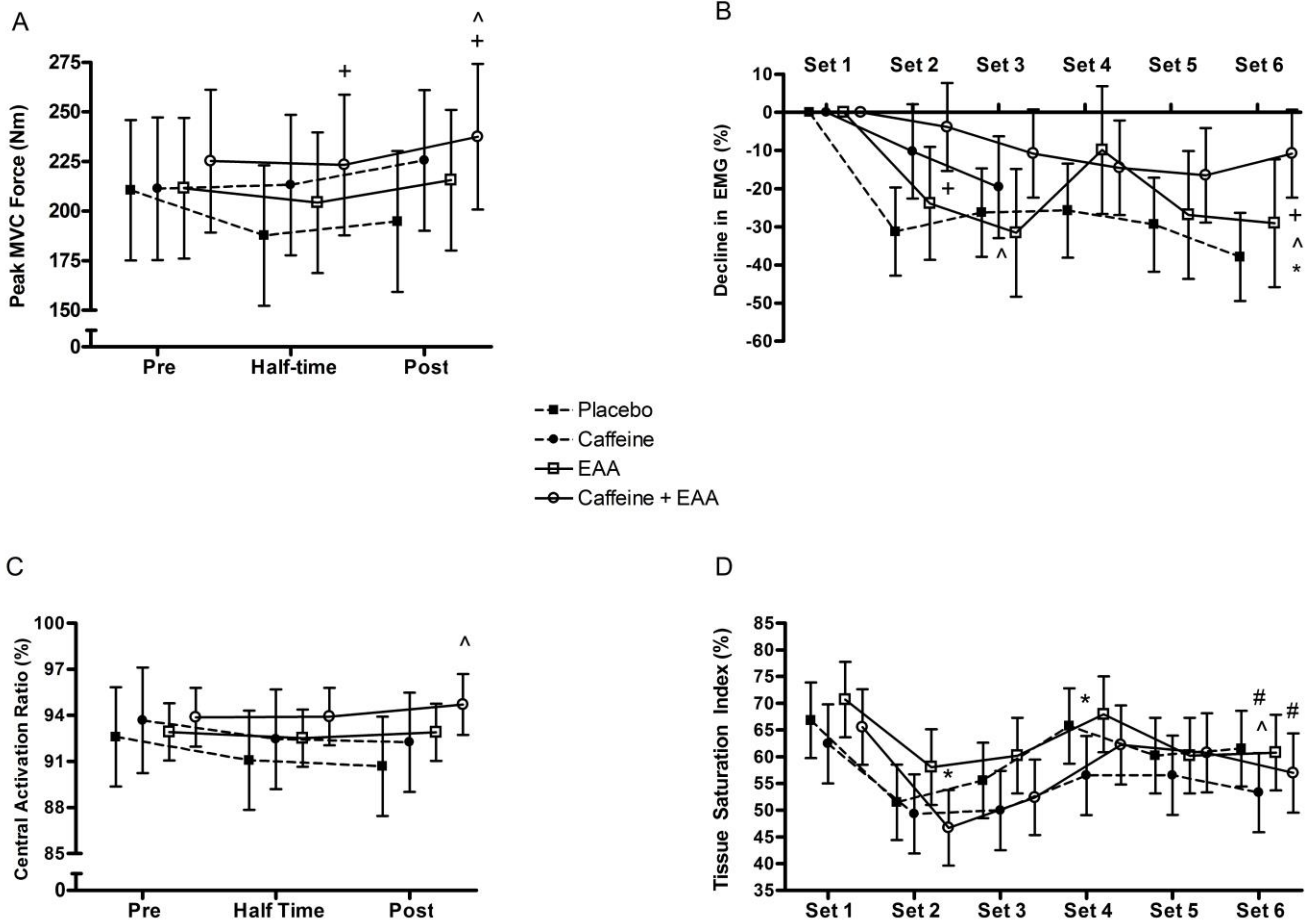 A
^
+
+
275
250
225
200
175
150
0
Peak MVC Force (Nm)
Pre Half-time Post
B
Set 1 Set 2 Set 3 Set 4 Set 5 Set 6
10
0
-10
-20
-30
-40
-50
-60
Decline in EMG (%)
+
^
+
^
*
Placebo
Caffeine
EAA
Caffeine + EAA
C
100
97
94
91
88
85
0
Central Activation Ratio (%)
^
Pre Half Time Post
D
85
80
75
70
65
60
55
50
45
40
35
Tissue Saturation Index (%)
*
*
#
^
#
Set 1 Set 2 Set 3 Set 4 Set 5 Set 6